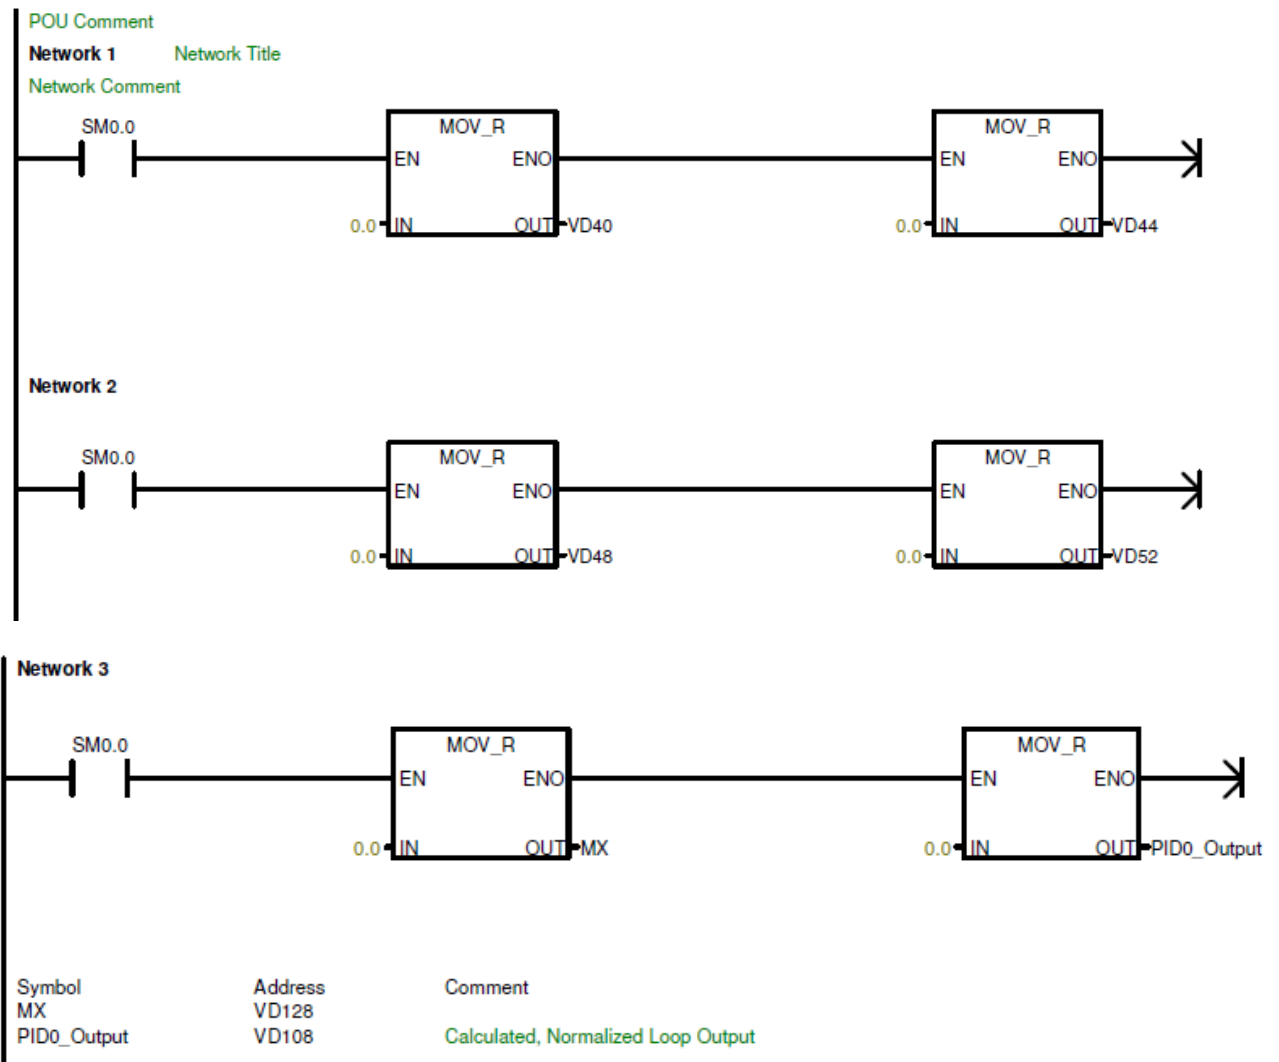 POU Comment
Network 1 Network Title
Network Comment
SM0.0 MOV_R MOV_R
EN ENO EN ENO
0.0 IN OUT VD40 0.0 IN OUT VD44
Network 2
SM0.0 MOV_R MOV_R
EN ENO EN ENO
0.0 IN OUT VD48 0.0 IN OUT VD52
Network 3
SM0.0 MOV_R MOV_R
EN ENO EN ENO
0.0 IN OUT MX 0.0 IN OUT PID0_Output
Symbol Address Comment
MX VD128
PID0_Output VD108 Calculated, Normalized Loop Output